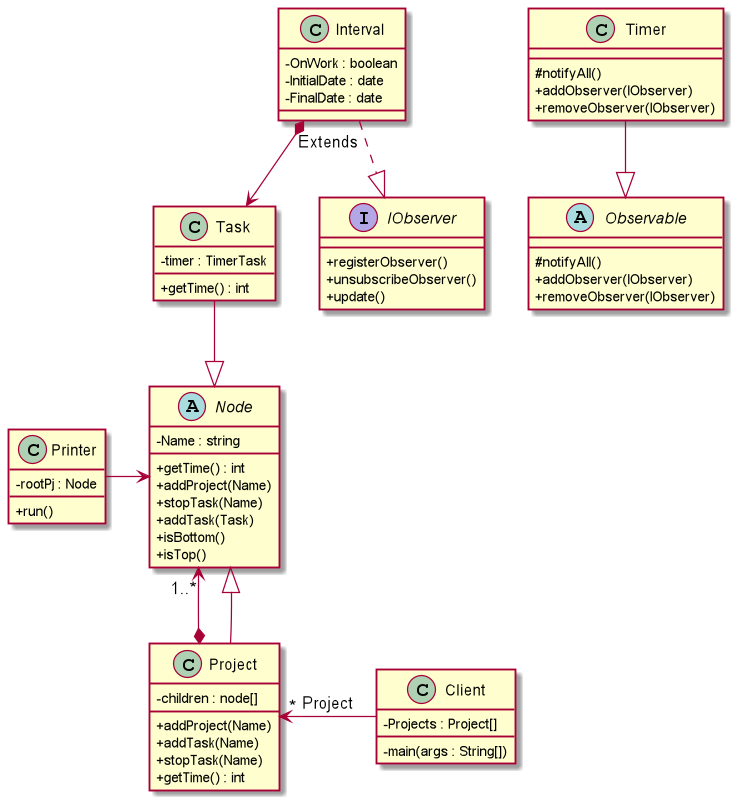 C Interval
-OnWork : boolean
-InitialDate : date
-FinalDate : date
C Timer
#notifyAll()
+addObserver(IObserver)
+removeObserver(IObserver)
Extends
C Task
-timer : TimerTask
+getTime() : int
I IObserver
+registerObserver()
+unsubscribeObserver()
+update()
A Observable
#notifyAll()
+addObserver(IObserver)
+removeObserver(IObserver)
C Printer
-rootPj : Node
+run()
A Node
-Name : string
+getTime() : int
+addProject(Name)
+stopTask(Name)
+addTask(Task)
+isBottom()
+isTop()
1..*
C Project
-children : node[]
+addProject(Name)
+addTask(Name)
+stopTask(Name)
+getTime() : int
* Project
C Client
-Projects : Project[]
-main(args : String[])